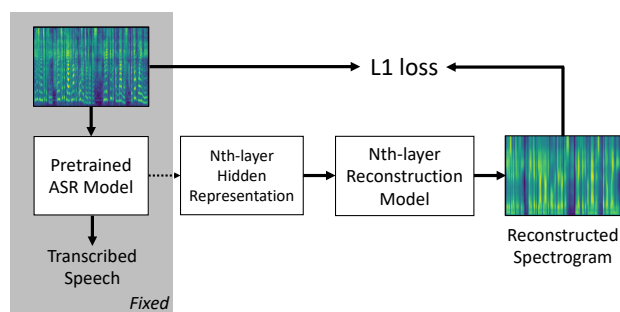 L1 loss
Pretrained
ASR Model
Nth-layer
Hidden
Representation
Nth-layer
Reconstruction
Model
Transcribed
Speech
Fixed
Reconstructed
Spectrogram